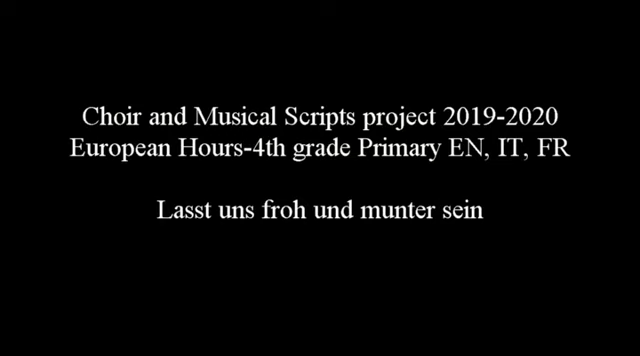 Choir and Musical Scripts project 2019-2020
European Hours-4th grade Primary EN, IT, FR
Lasst uns froh und munter sein